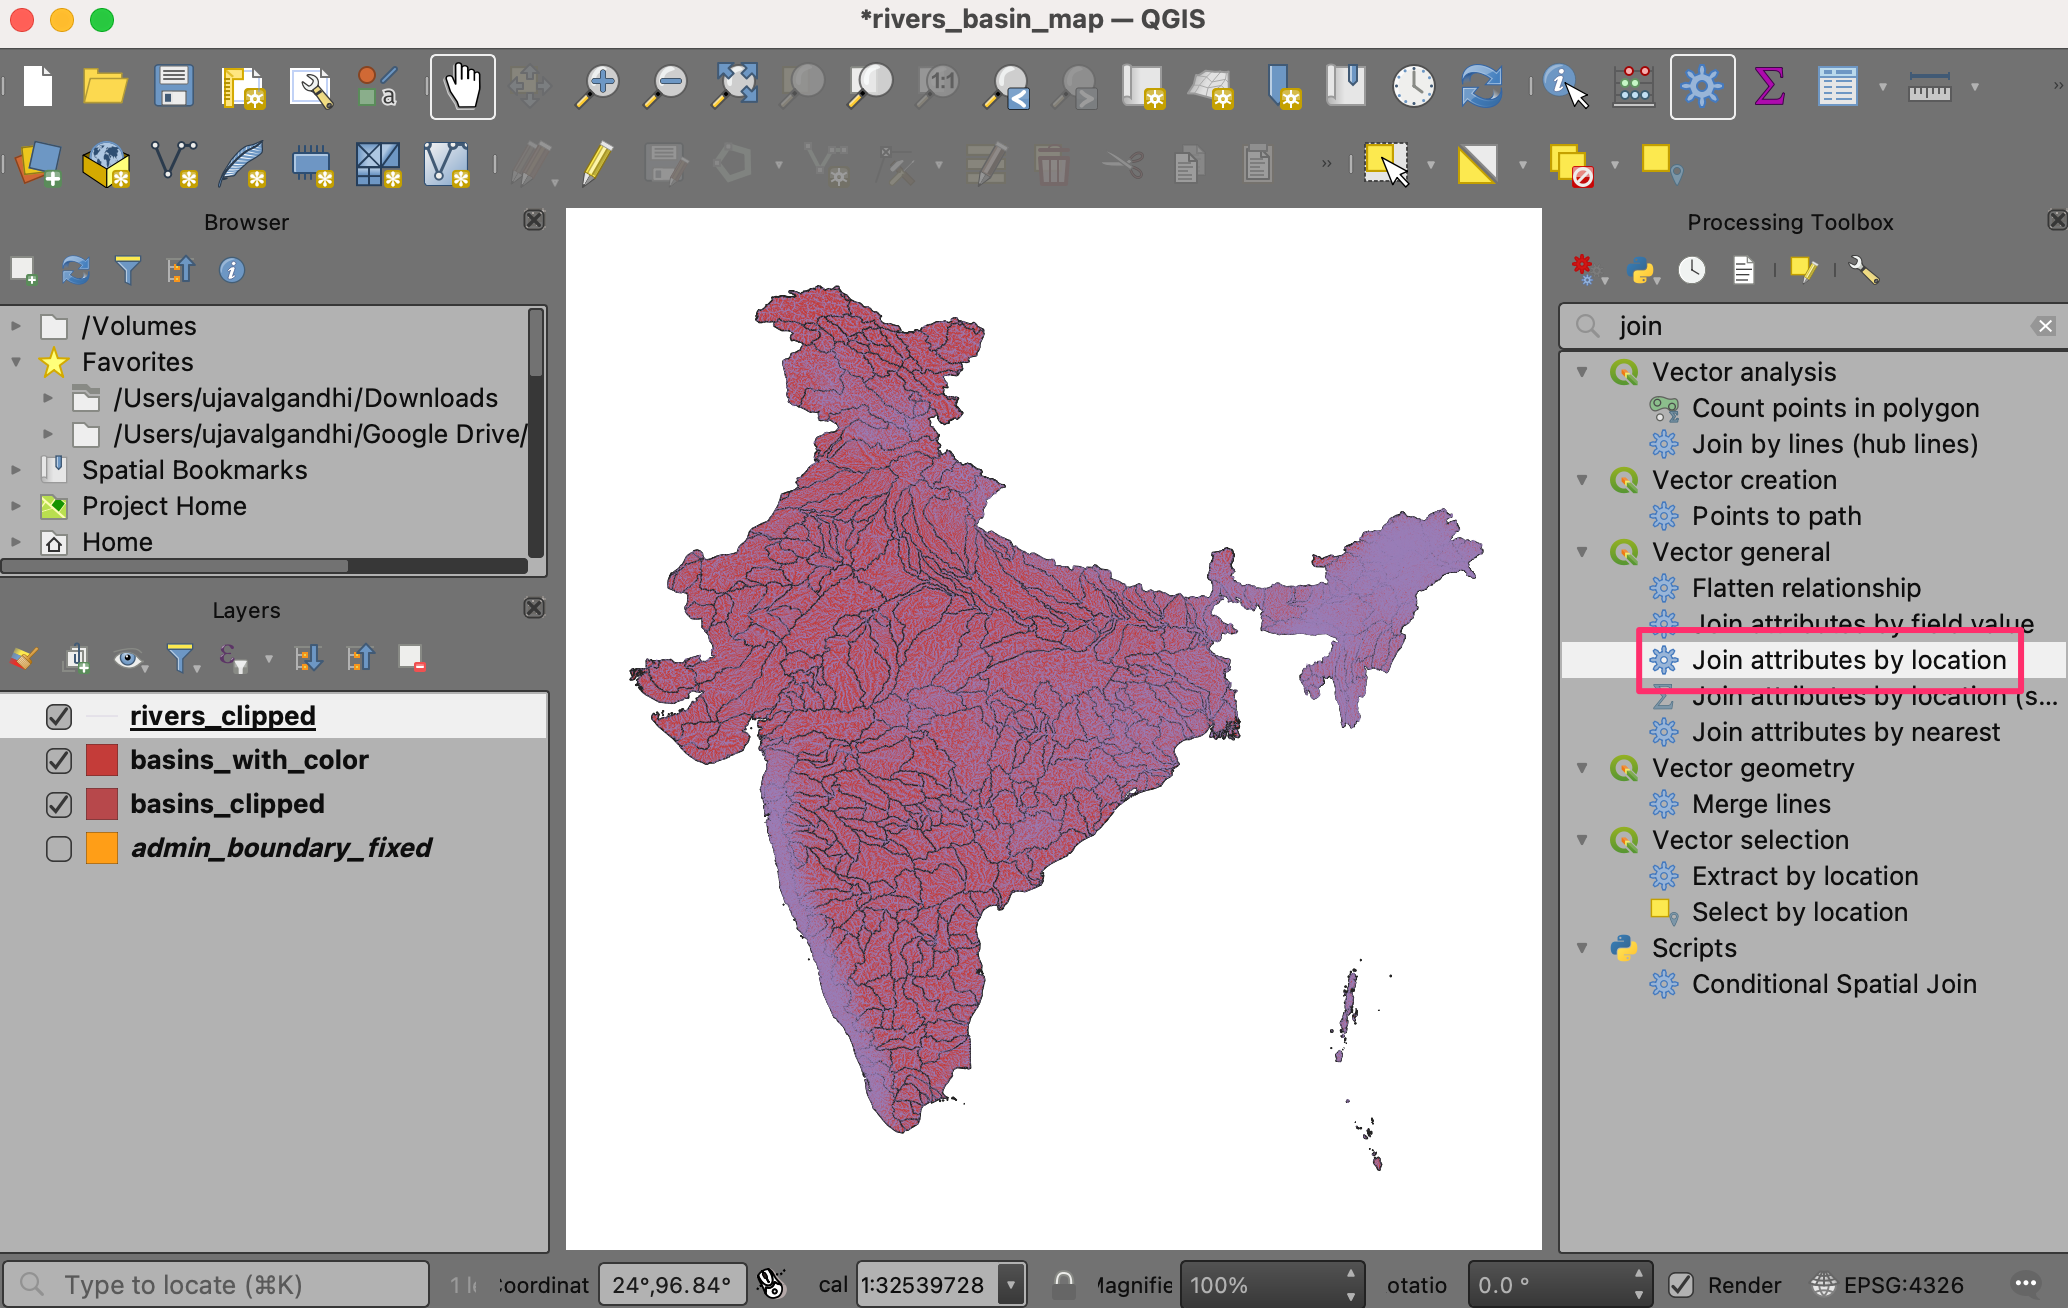 *rivers_basin_map — QGIS
Browser
/Volumes
Favorites
/Users/ujavalgandhi/Downloads
/Users/ujavalgandhi/Google Drive/
Spatial Bookmarks
Project Home
Home
Layers
rivers_clipped
basins_with_color
basins_clipped
admin_boundary_fixed
Processing Toolbox
join
Vector analysis
Count points in polygon
Join by lines (hub lines)
Vector creation
Points to path
Vector general
Flatten relationship
Join attributes by field value
Join attributes by location
Join attributes by location (s...
Join attributes by nearest
Vector geometry
Merge lines
Vector selection
Extract by location
Select by location
Scripts
Conditional Spatial Join
Type to locate (⌘K) oordinat 24°,96.84° cal 1:32539728 Magnifie 100% otatio 0.0 ° Render EPSG:4326